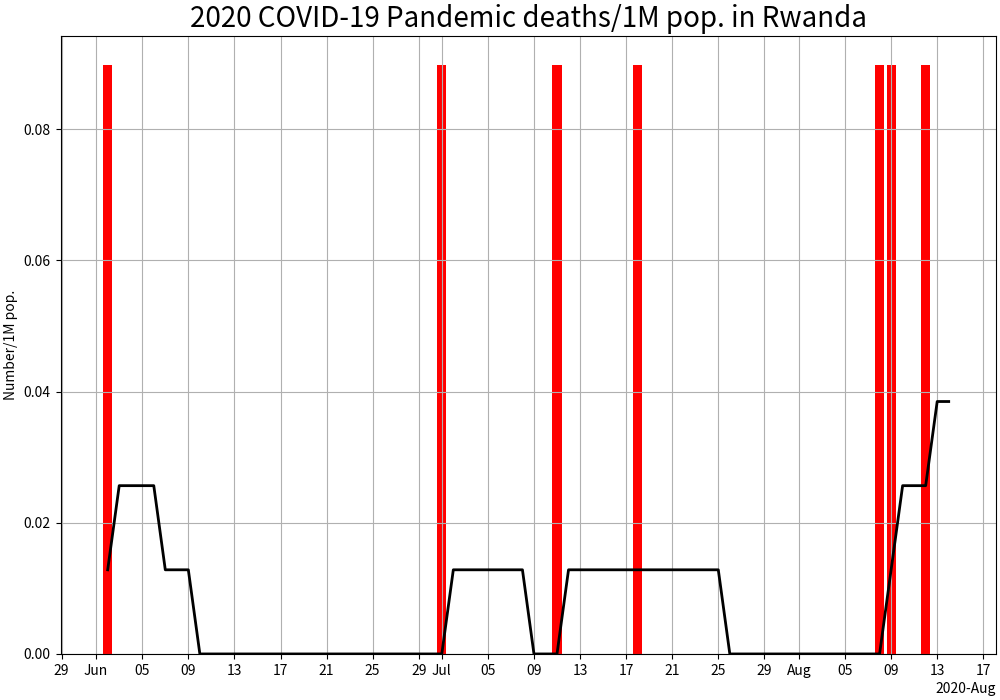 2020 COVID-19 Pandemic deaths/1M pop. in Rwanda
Number/1M pop.
0.08
0.06
0.04
0.02
0.00
29 Jun 05 09 13 17 21 25 29 Jul 05 09 13 17 21 25 29 Aug 05 09 13 17
2020-Aug